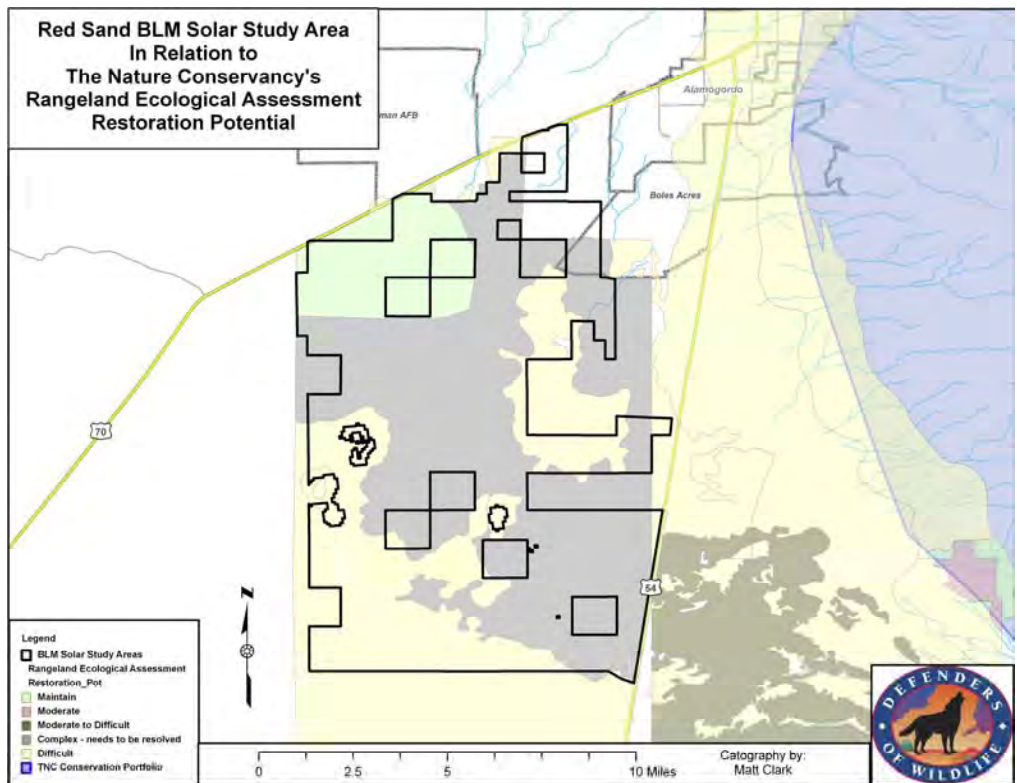 Red Sand BLM Solar Study Area
In Relation to
The Nature Conservancy's
Rangeland Ecological Assessment
Restoration Potential
man AFB
Alamogordo
Boles Acres
70
54
N
Legend
BLM Solar Study Areas
Rangeland Ecological Assessment
Restoration_Pot
Maintain
Moderate
Moderate to Difficult
Complex - needs to be resolved
Difficult
TNC Conservation Portfolio
0 2.5 5 10 Miles
Catography by:
Matt Clark
DEFENDERS
OF WILDLIFE